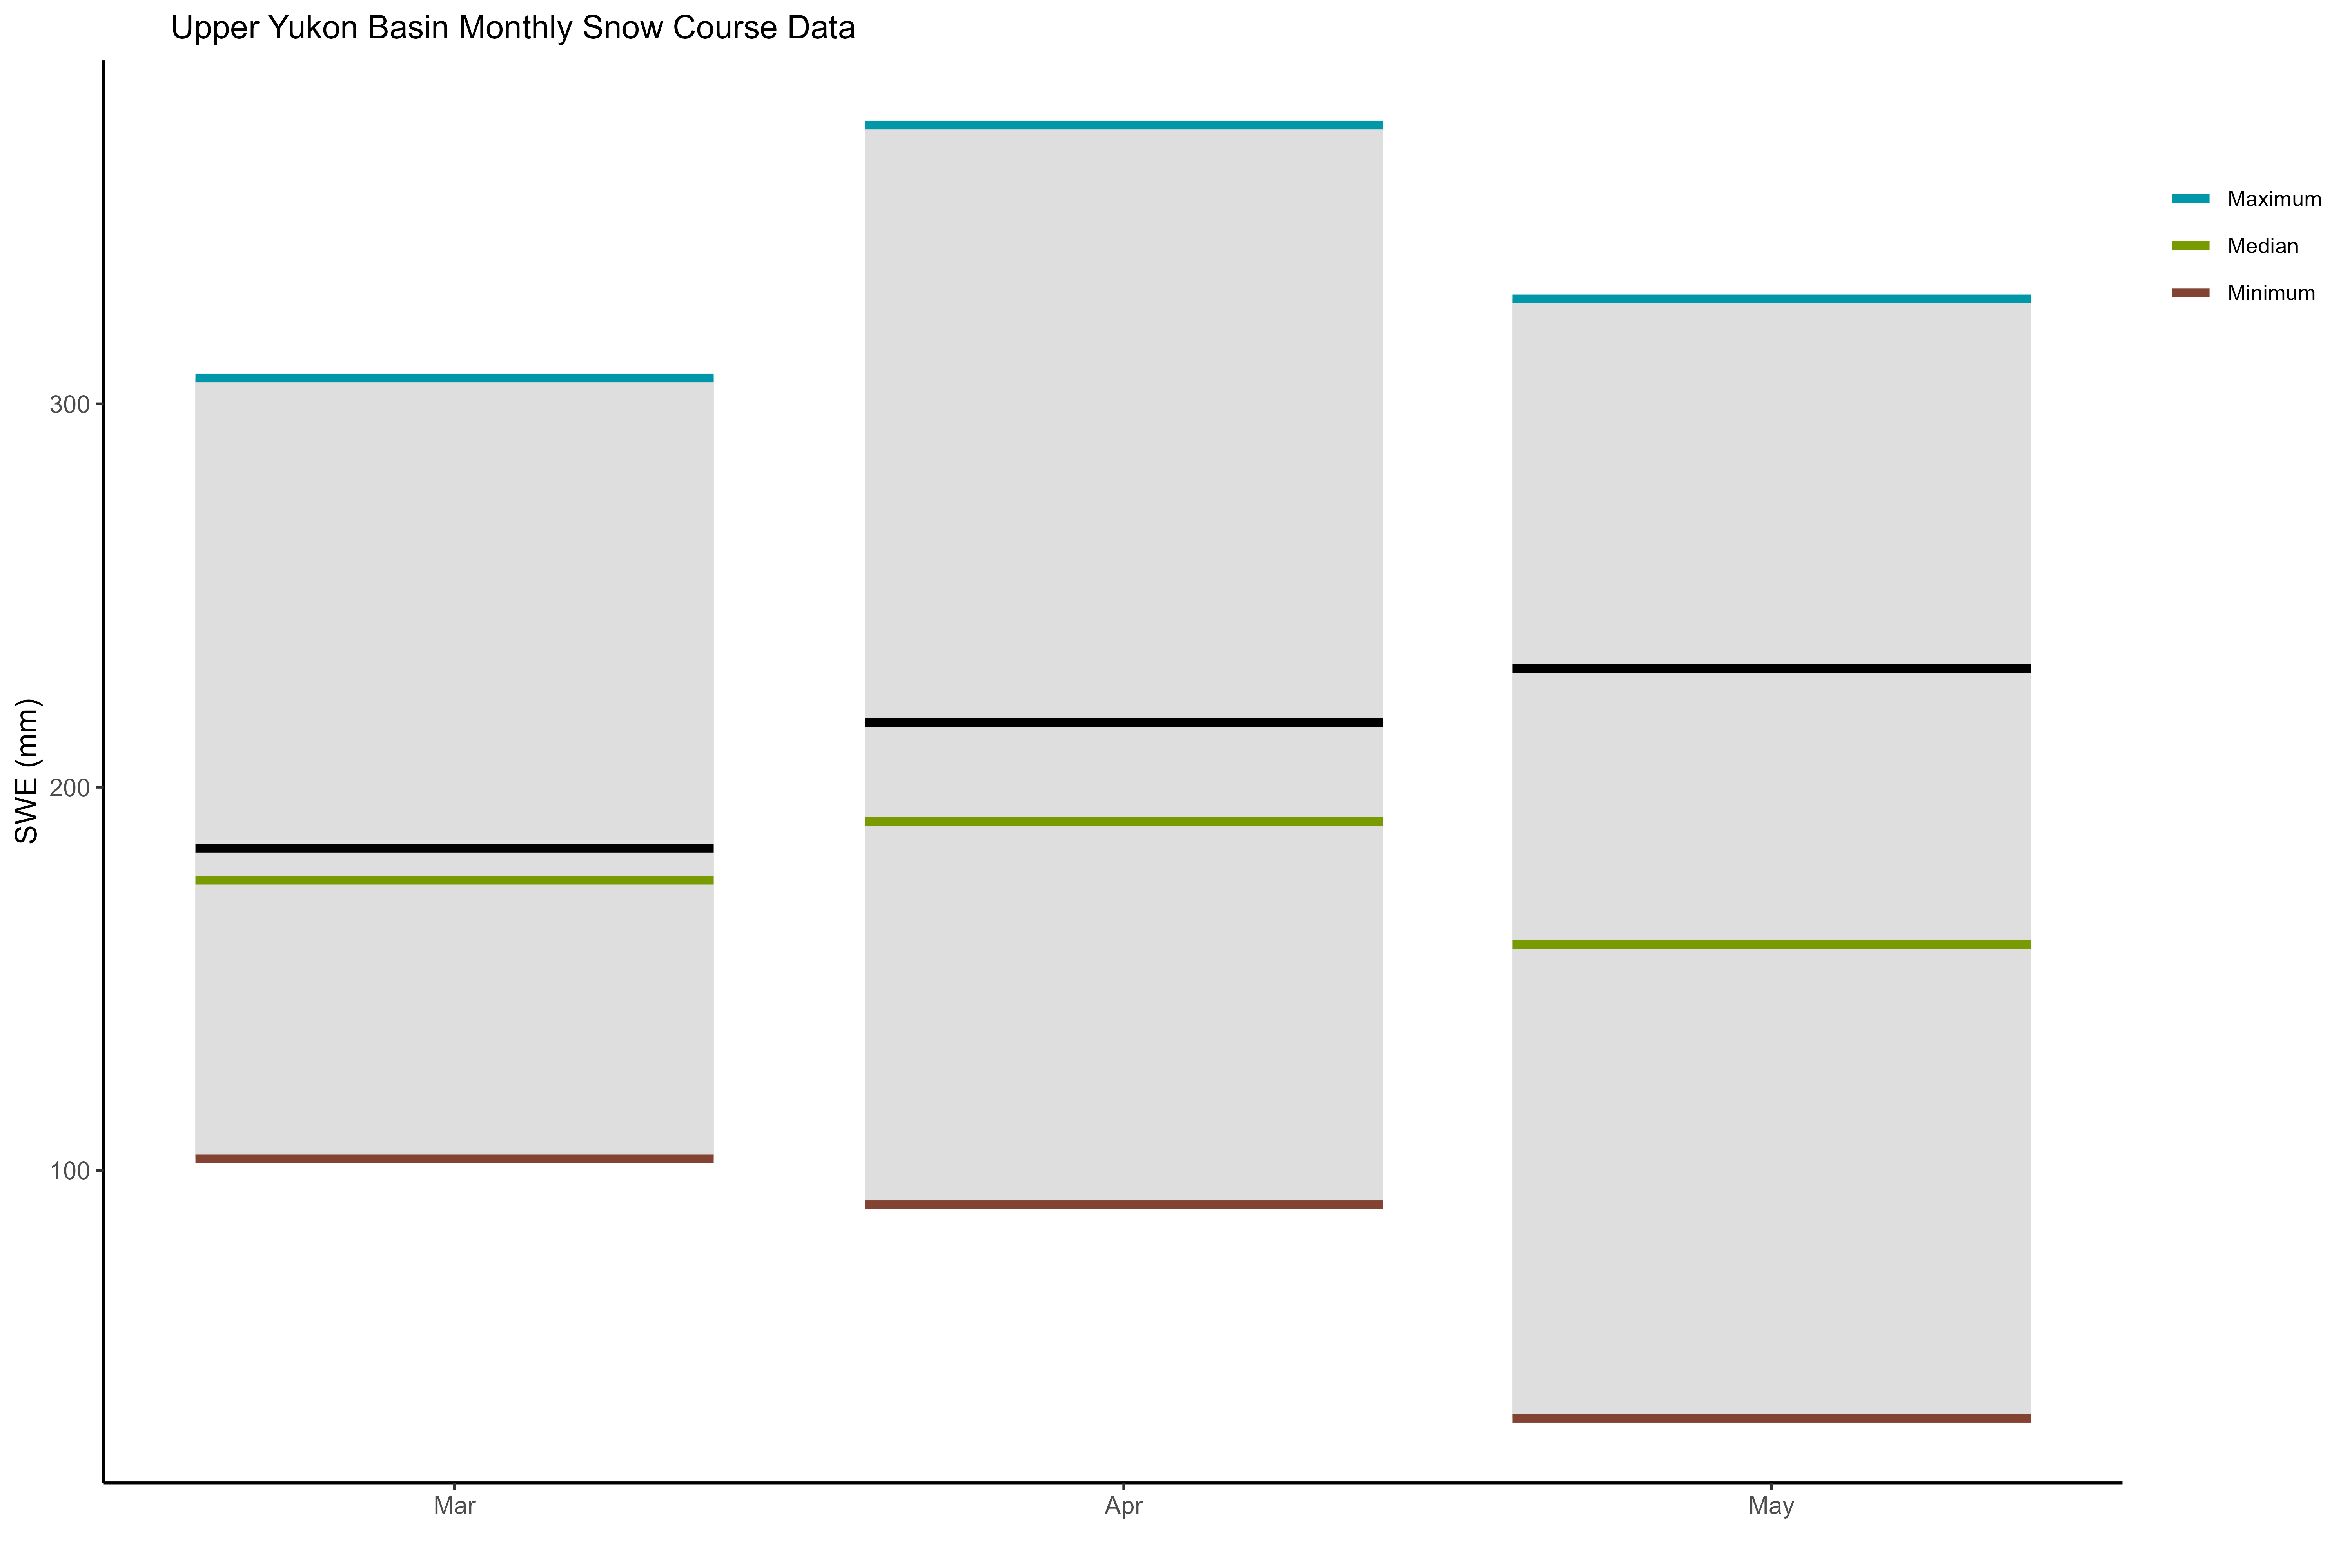 Upper Yukon Basin Monthly Snow Course Data
Maximum
Median
Minimum
SWE (mm)
300
200
100
Mar
Apr
May